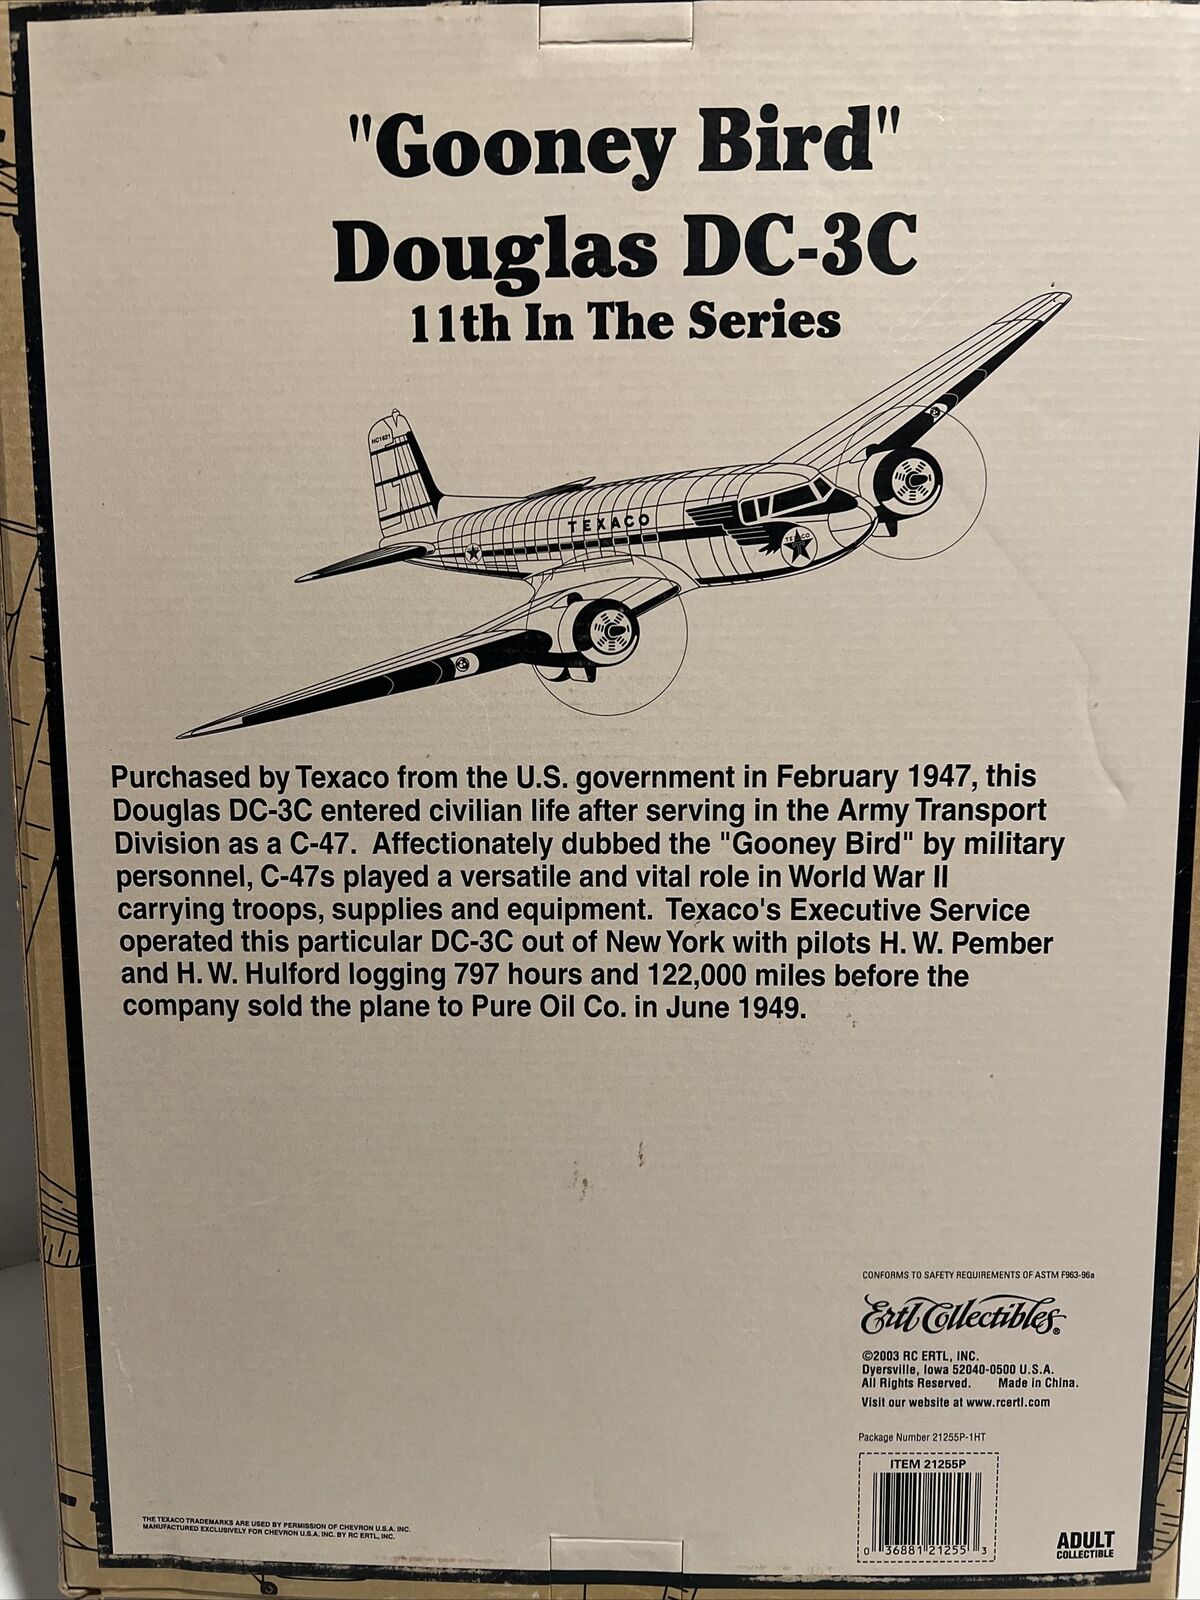 "Gooney Bird"
Douglas DC-3C
11th In The Series
NC1621
TEXACO
TEXACO
Purchased by Texaco from the U.S. government in February 1947, this
Douglas DC-3C entered civilian life after serving in the Army Transport
Division as a C-47.  Affectionately dubbed the "Gooney Bird" by military
personnel, C-47s played a versatile and vital role in World War II
carrying troops, supplies and equipment.  Texaco's Executive Service
operated this particular DC-3C out of New York with pilots H. W. Pember
and H. W. Hulford logging 797 hours and 122,000 miles before the
company sold the plane to Pure Oil Co. in June 1949.
CONFORMS TO SAFETY REQUIREMENTS OF ASTM F963-96a
Ertl Collectibles®
©2003 RC ERTL, INC.
Dyersville, Iowa 52040-0500 U.S.A.
All Rights Reserved.    Made in China.
Visit our website at www.rcertl.com
Package Number 21255P-1HT
ITEM 21255P
0 36881 21255 3
THE TEXACO TRADEMARKS ARE USED BY PERMISSION OF CHEVRON U.S.A. INC.
MANUFACTURED EXCLUSIVELY FOR CHEVRON U.S.A. INC. BY RC ERTL, INC.
ADULT
COLLECTIBLE